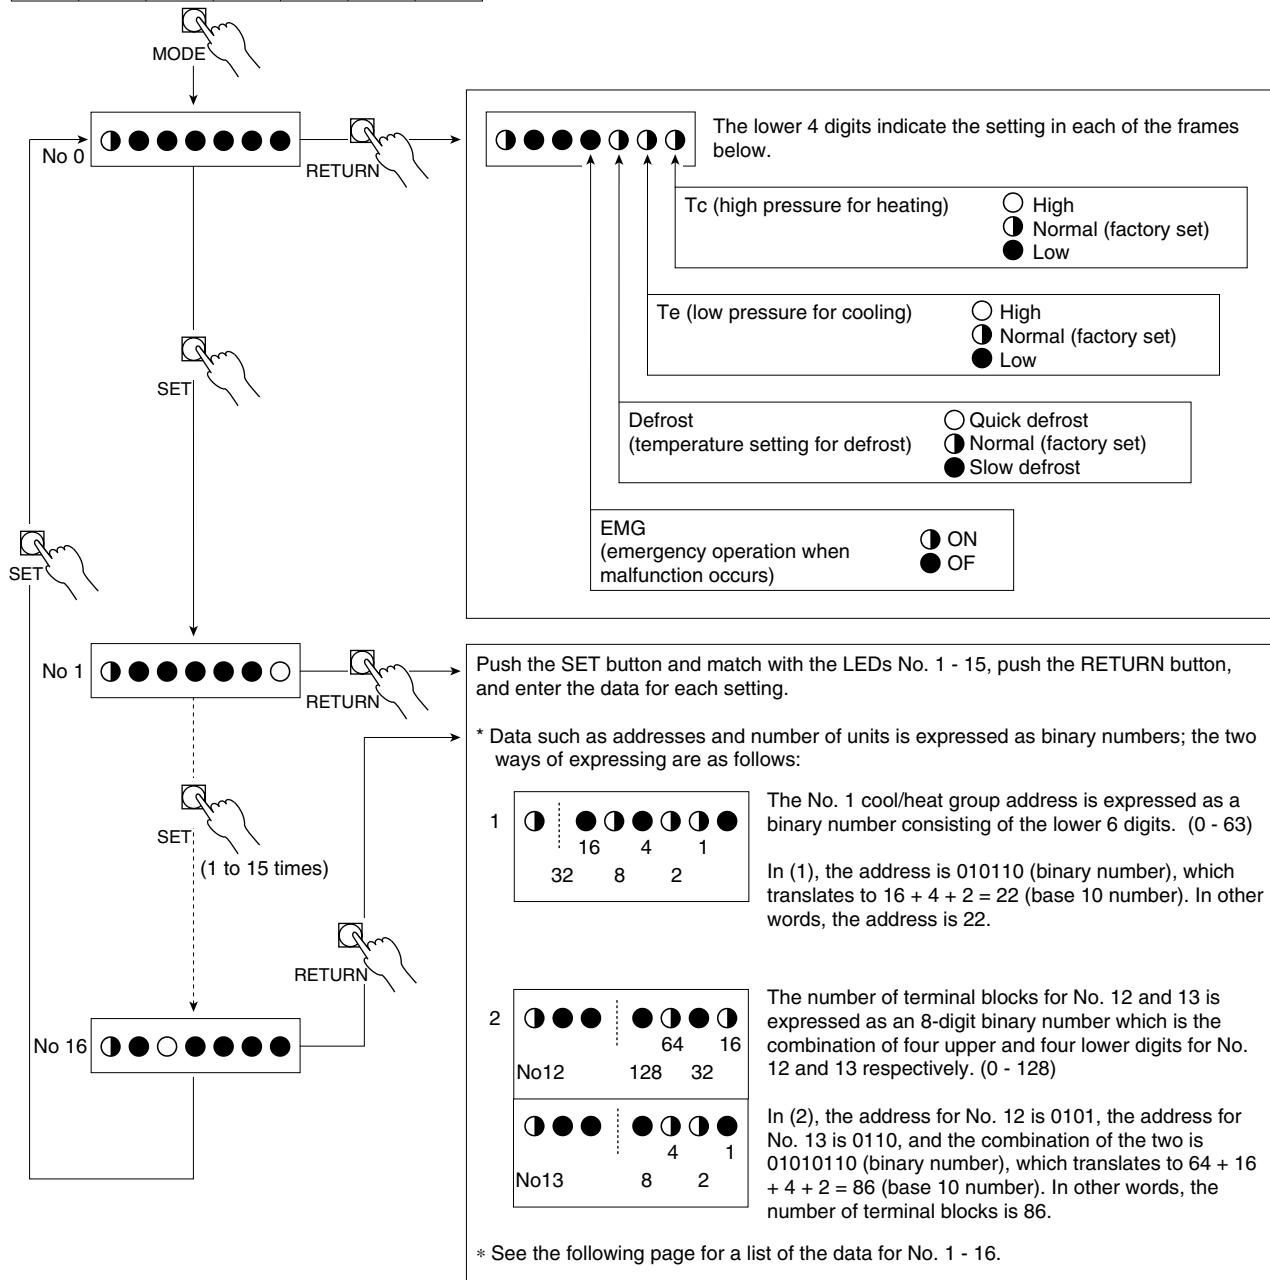 MODE
No 0
RETURN
The lower 4 digits indicate the setting in each of the frames
below.
Tc (high pressure for heating)
High
Normal (factory set)
Low
Te (low pressure for cooling)
High
Normal (factory set)
Low
SET
Defrost
(temperature setting for defrost)
Quick defrost
Normal (factory set)
Slow defrost
EMG
(emergency operation when
malfunction occurs)
ON
OF
SET
No 1
RETURN
Push the SET button and match with the LEDs No. 1 - 15, push the RETURN button,
and enter the data for each setting.
* Data such as addresses and number of units is expressed as binary numbers; the two
ways of expressing are as follows:
SET
(1 to 15 times)
1
16 4 1
32 8 2
The No. 1 cool/heat group address is expressed as a
binary number consisting of the lower 6 digits. (0 - 63)
In (1), the address is 010110 (binary number), which
translates to 16 + 4 + 2 = 22 (base 10 number). In other
words, the address is 22.
RETURN
No 16
2
64 16
No12 128 32
The number of terminal blocks for No. 12 and 13 is
expressed as an 8-digit binary number which is the
combination of four upper and four lower digits for No.
12 and 13 respectively. (0 - 128)
4 1
No13 8 2
In (2), the address for No. 12 is 0101, the address for
No. 13 is 0110, and the combination of the two is
01010110 (binary number), which translates to 64 + 16
+ 4 + 2 = 86 (base 10 number). In other words, the
number of terminal blocks is 86.
* See the following page for a list of the data for No. 1 - 16.